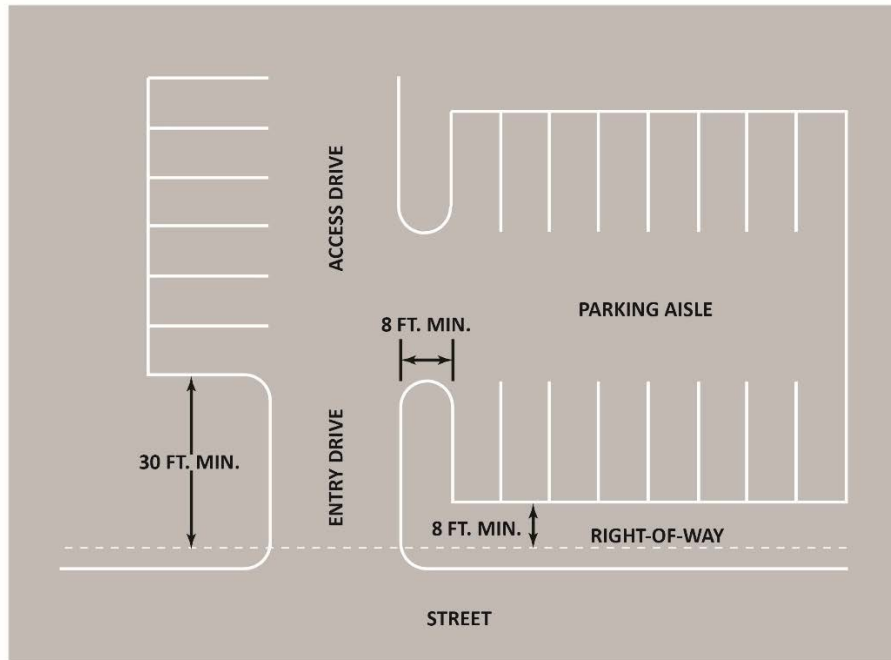 ACCESS DRIVE
PARKING AISLE
8 FT. MIN.
30 FT. MIN.
ENTRY DRIVE
8 FT. MIN.
RIGHT-OF-WAY
STREET